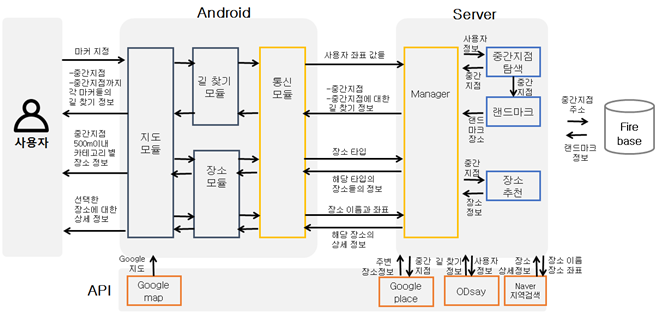 Android
Server
마커 지정
-중간지점
-중간지점까지
각 마커들의
길 찾기 정보
중간지점
500m이내
카테고리 별
장소 정보
선택한
장소에 대한
상세 정보
사용자
지도
모듈
길 찾기
모듈
장소
모듈
통신
모듈
사용자 좌표 값들
-중간지점
-중간지점에 대한
길 찾기 정보
장소 타입
해당 타입의
장소들의 정보
장소 이름과 좌표
해당 장소의
상세 정보
Manager
사용자
정보
중간
지점
중간지점
탐색
중간
지점
랜드마크
랜드
마크
장소
중간
지점
장소
정보
장소
추천
중간지점
주소
랜드마크
정보
Fire
base
Google
지도
API
Google
map
주변
장소정보
중간
지점
Google
place
길 찾기
정보
사용자
정보
ODsay
장소
상세정보
장소 이름
장소 좌표
Naver
지역검색